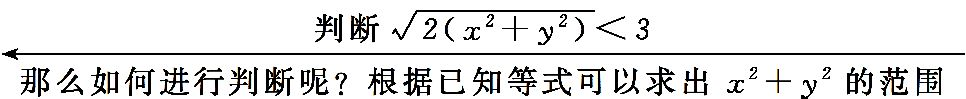 判断 √2(x²+y²)<3
那么如何进行判断呢？根据已知等式可以求出 x²+y² 的范围